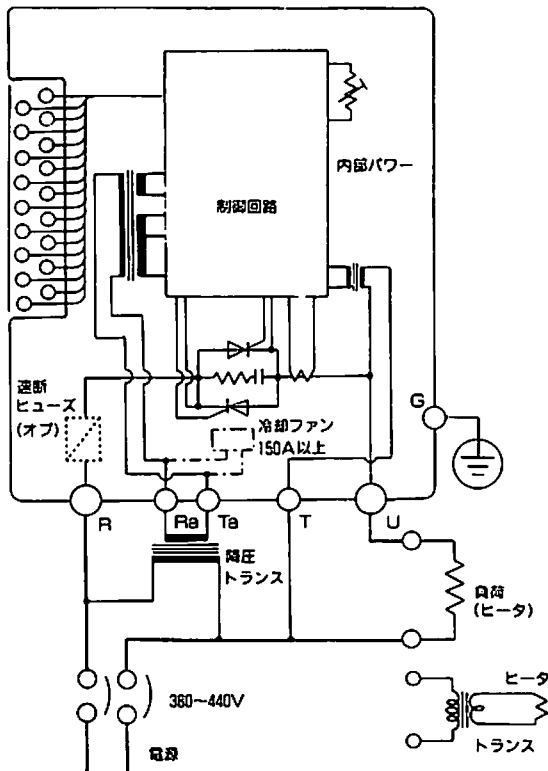 内部パワー
制御回路
速断
ヒューズ
(オプ)
冷却ファン
150A以上
G
R
Ra
Ta
T
U
降圧
トランス
負荷
(ヒータ)
360〜440V
電源
ヒータ
トランス